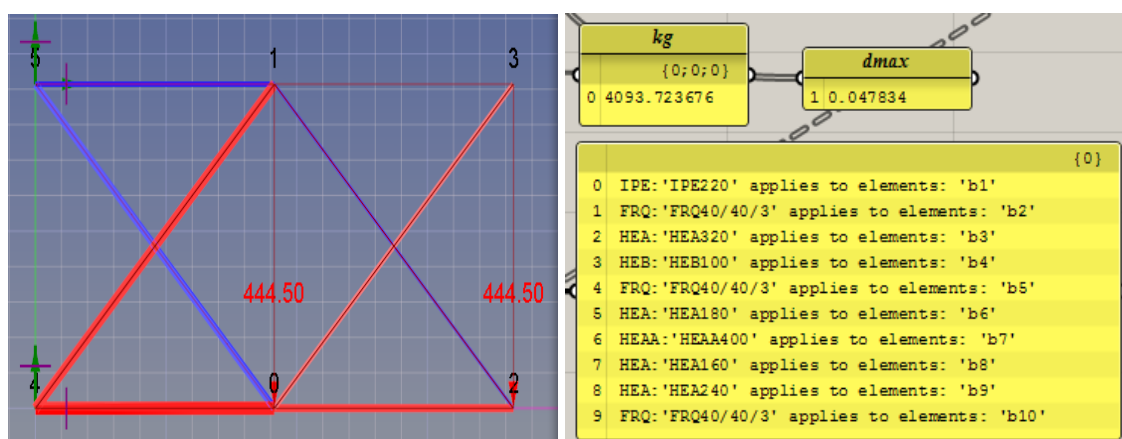 5
1
3
444.50
444.50
4
0
2
kg
{0;0;0}
0 4093.723676
dmax
1 0.047834
{0}
0 IPE:'IPE220' applies to elements: 'b1'
1 FRQ:'FRQ40/40/3' applies to elements: 'b2'
2 HEA:'HEA320' applies to elements: 'b3'
3 HEB:'HEB100' applies to elements: 'b4'
4 FRQ:'FRQ40/40/3' applies to elements: 'b5'
5 HEA:'HEA180' applies to elements: 'b6'
6 HEAA:'HEAA400' applies to elements: 'b7'
7 HEA:'HEA160' applies to elements: 'b8'
8 HEA:'HEA240' applies to elements: 'b9'
9 FRQ:'FRQ40/40/3' applies to elements: 'b10'